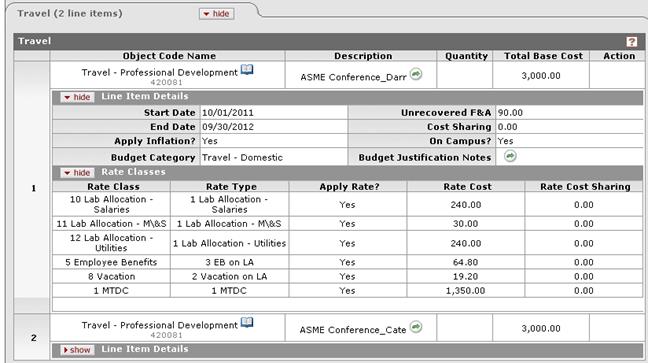 Travel (2 line items) hide
Travel ?
Object Code Name Description Quantity Total Base Cost Action
1
Travel - Professional Development ASME Conference_Darr 3,000.00
420081
hide Line Item Details
Start Date 10/01/2011 Unrecovered F&A 90.00
End Date 09/30/2012 Cost Sharing 0.00
Apply Inflation? Yes On Campus? Yes
Budget Category Travel - Domestic Budget Justification Notes
hide Rate Classes
Rate Class Rate Type Apply Rate? Rate Cost Rate Cost Sharing
10 Lab Allocation - Salaries 1 Lab Allocation - Salaries Yes 240.00 0.00
11 Lab Allocation - M\&S 1 Lab Allocation - M\&S Yes 30.00 0.00
12 Lab Allocation - Utilities 1 Lab Allocation - Utilities Yes 240.00 0.00
5 Employee Benefits 3 EB on LA Yes 64.80 0.00
8 Vacation 2 Vacation on LA Yes 19.20 0.00
1 MTDC 1 MTDC Yes 1,350.00 0.00
2
Travel - Professional Development ASME Conference_Cate 3,000.00
420081
show Line Item Details